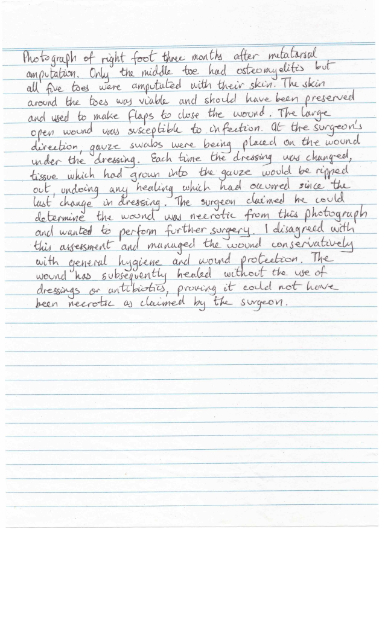 Photograph of right foot three months after metatarsal
amputation. Only the middle toe had osteomyelitis but
all five toes were amputated with their skin. The skin
around the toes was viable and should have been preserved
and used to make flaps to close the wound. The large
open wound was susceptible to infection. At the surgeon's
direction, gauze swabs were being placed on the wound
under the dressing. Each time the dressing was changed,
tissue which had grown into the gauze would be ripped
out, undoing any healing which had occurred since the
last change in dressing. The surgeon claimed he could
determine the wound was necrotic from this photograph
and wanted to perform further surgery. I disagreed with
this assessment and managed the wound conservatively
with general hygiene and wound protection. The
wound has subsequently healed without the use of
dressings or antibiotics, proving it could not have
been necrotic as claimed by the surgeon.